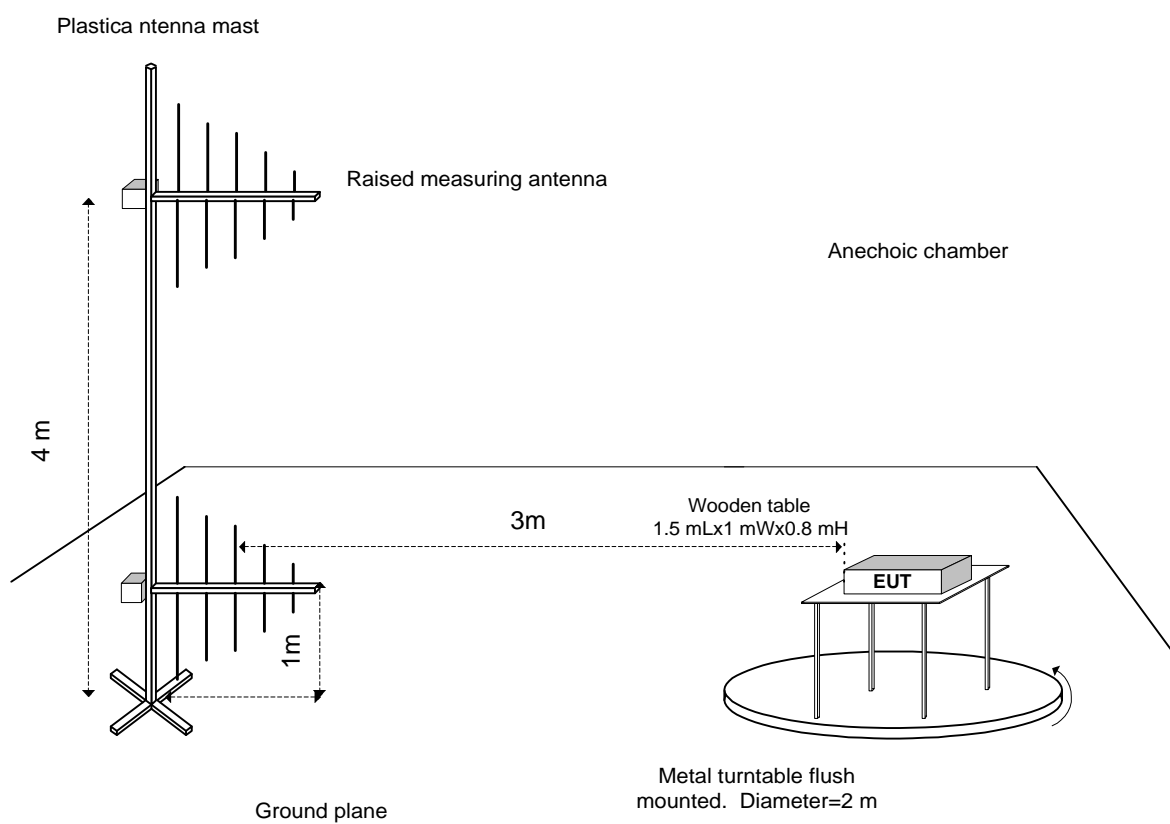 Plastica ntenna mast
Raised measuring antenna
Anechoic chamber
4 m
Wooden table
3m
1.5 mLx1 mWx0.8 mH
EUT
1m
Metal turntable flush
mounted.  Diameter=2 m
Ground plane